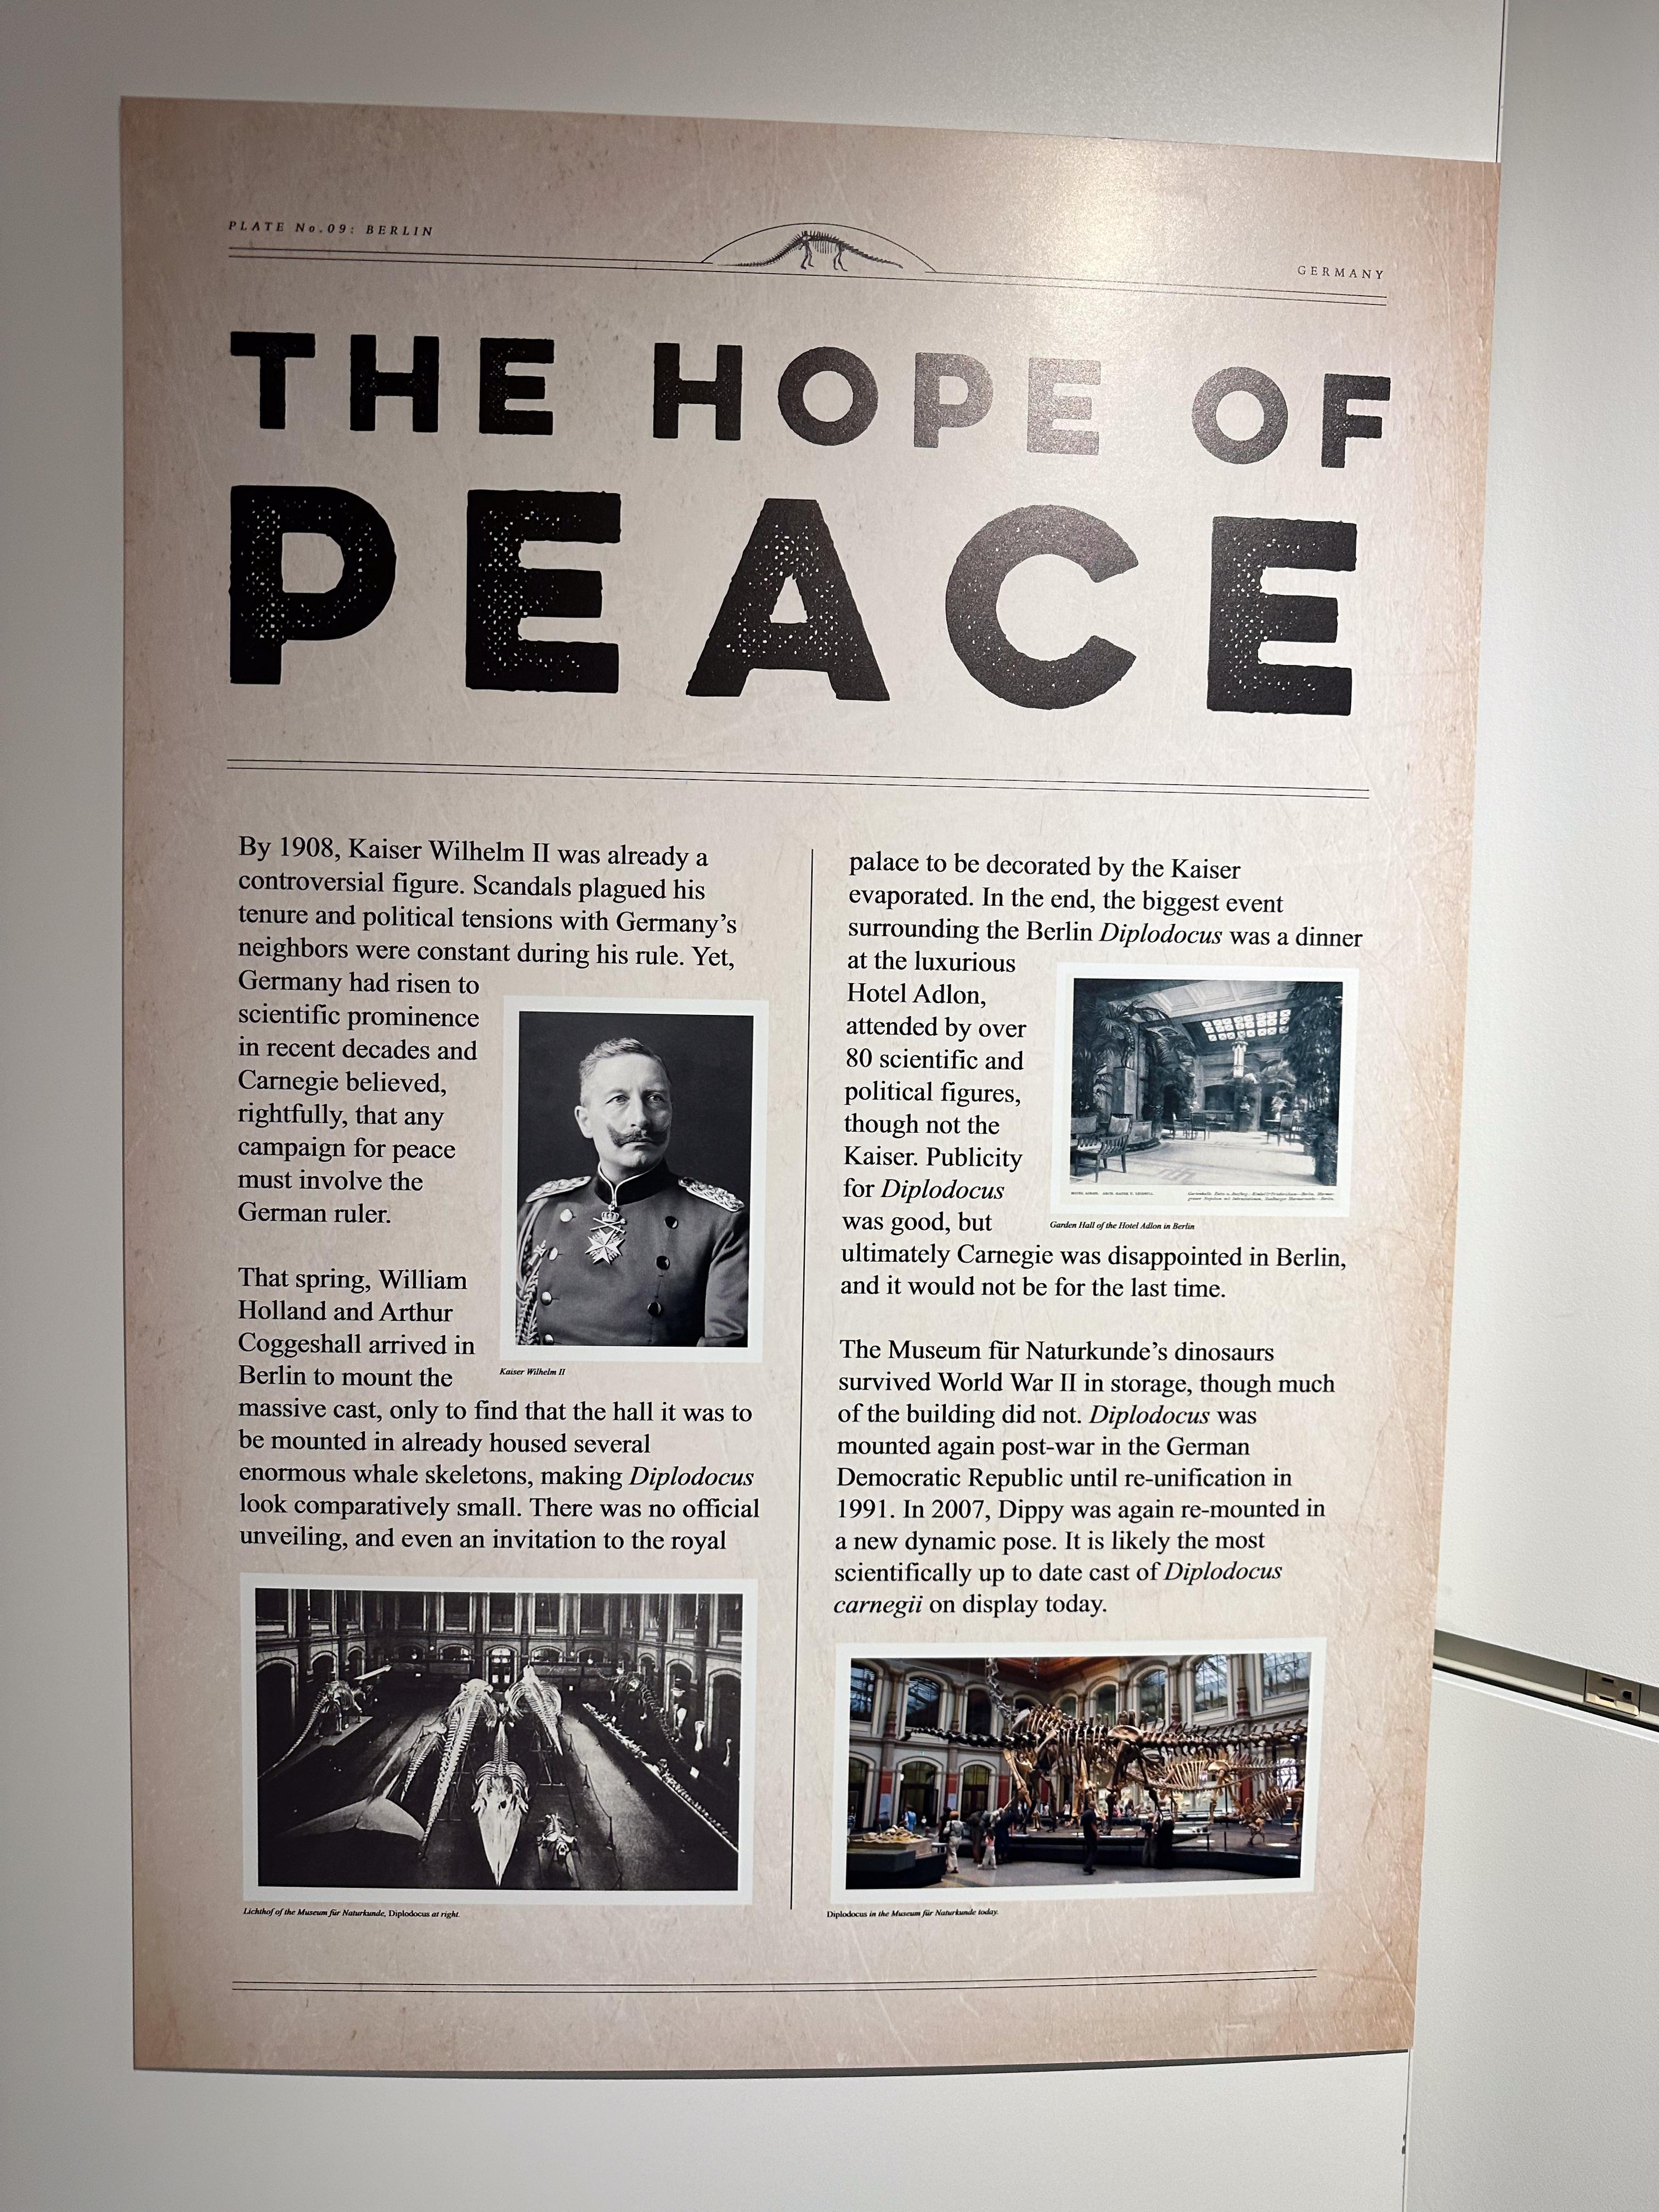 PLATE No.09: BERLIN
GERMANY
THE HOPE OF
PEACE
By 1908, Kaiser Wilhelm II was already a
controversial figure. Scandals plagued his
tenure and political tensions with Germany's
neighbors were constant during his rule. Yet,
Germany had risen to
scientific prominence
in recent decades and
Carnegie believed,
rightfully, that any
campaign for peace
must involve the
German ruler.
That spring, William
Holland and Arthur
Coggeshall arrived in
Berlin to mount the
Kaiser Wilhelm II
massive cast, only to find that the hall it was to
be mounted in already housed several
enormous whale skeletons, making Diplodocus
look comparatively small. There was no official
unveiling, and even an invitation to the royal
Lichthof of the Museum für Naturkunde, Diplodocus at right.
palace to be decorated by the Kaiser
evaporated. In the end, the biggest event
surrounding the Berlin Diplodocus was a dinner
at the luxurious
Hotel Adlon,
attended by over
80 scientific and
political figures,
though not the
Kaiser. Publicity
for Diplodocus
was good, but
Garden Hall of the Hotel Adlon in Berlin
ultimately Carnegie was disappointed in Berlin,
and it would not be for the last time.
The Museum für Naturkunde's dinosaurs
survived World War II in storage, though much
of the building did not. Diplodocus was
mounted again post-war in the German
Democratic Republic until re-unification in
1991. In 2007, Dippy was again re-mounted in
a new dynamic pose. It is likely the most
scientifically up to date cast of Diplodocus
carnegii on display today.
Diplodocus in the Museum für Naturkunde today.